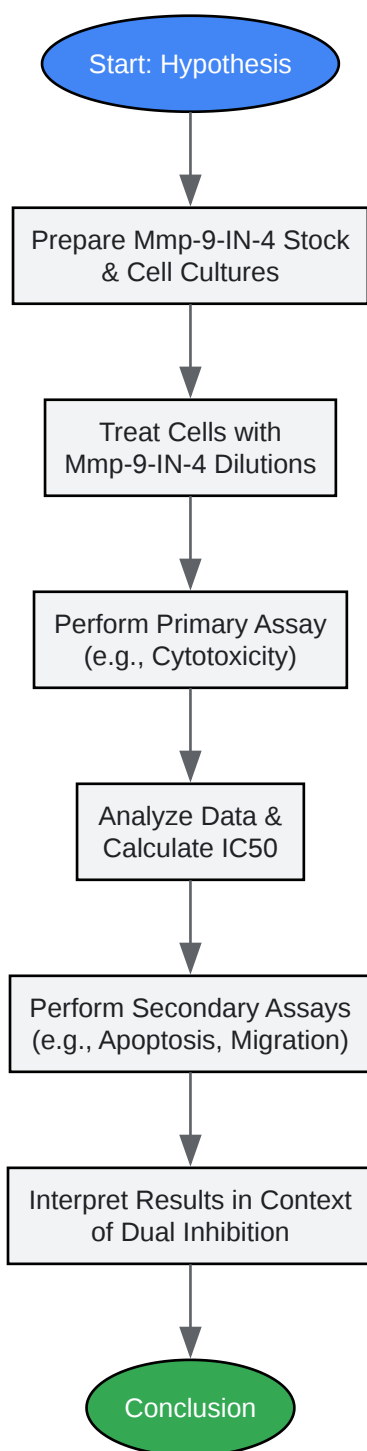 Start: Hypothesis
Prepare Mmp-9-IN-4 Stock
& Cell Cultures
Treat Cells with
Mmp-9-IN-4 Dilutions
Perform Primary Assay
(e.g., Cytotoxicity)
Analyze Data &
Calculate IC50
Perform Secondary Assays
(e.g., Apoptosis, Migration)
Interpret Results in Context
of Dual Inhibition
Conclusion